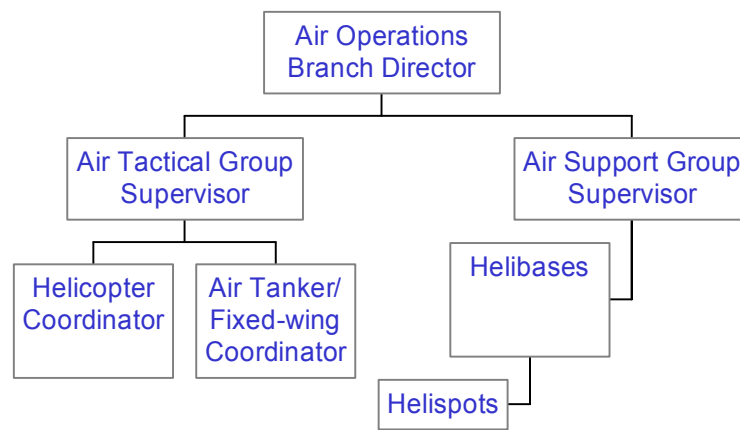 Air Operations
Branch Director
Air Tactical Group
Supervisor
Air Support Group
Supervisor
Helicopter
Coordinator
Air Tanker/
Fixed-wing
Coordinator
Helibases
Helispots